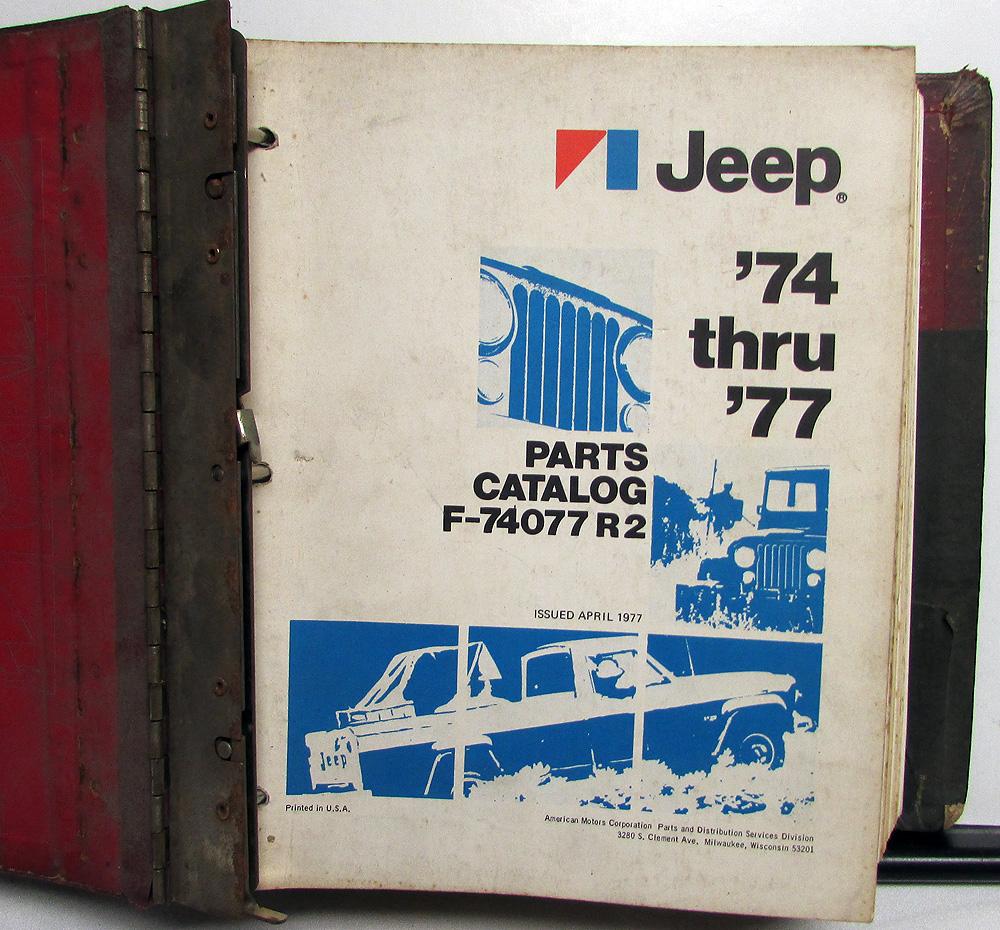 Jeep®
'74
thru
'77
PARTS
CATALOG
F-74077 R2
ISSUED APRIL 1977
Jeep
Printed in U.S.A.
American Motors Corporation Parts and Distribution Services Division
3280 S. Clement Ave. Milwaukee, Wisconsin 53201